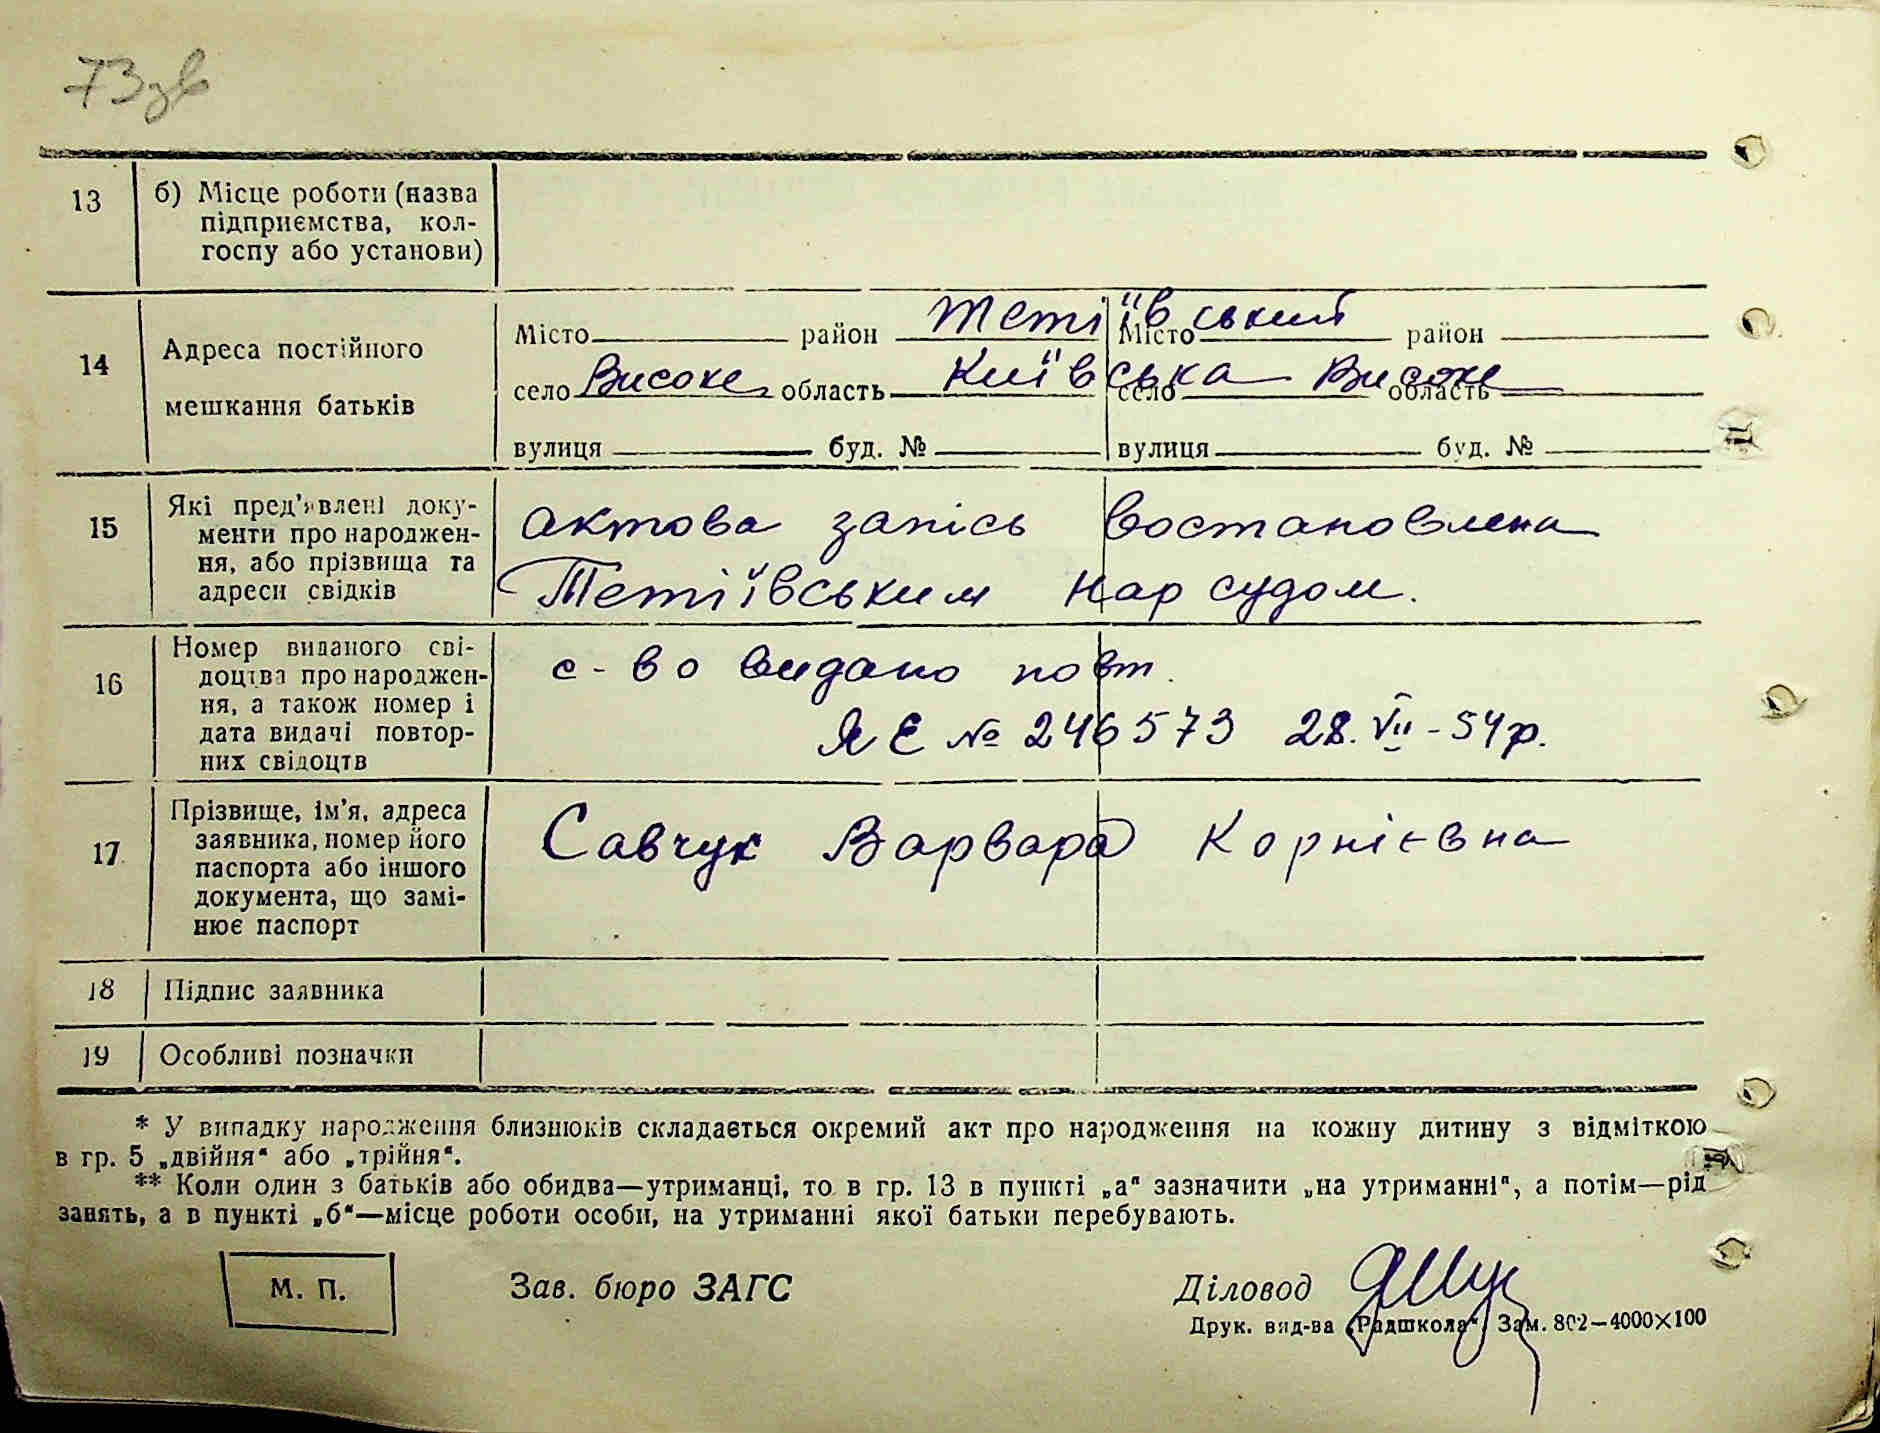 73 зв
13 б) Місце роботи (назва
підприємства, кол-
госпу або установи)
14 Адреса постійного
мешкання батьків
Місто район Тетіївський Місто район
село Високе область Київська село Високе область
вулиця буд. № вулиця буд. №
15 Які пред'явлені доку-
менти про народжен-
ня, або прізвища та
адреси свідків
актова запісь востановлена
Тетіївським нар судом.
16 Номер виданого сві-
доцтва про народжен-
ня, а також номер і
дата видачі повтор-
них свідоцтв
с-во видано повт.
ЯЄ № 246573 28.VII-54р.
17 Прізвище, ім'я, адреса
заявника, номер його
паспорта або іншого
документа, що замі-
нює паспорт
Савчук Варвара Корнієвна
18 Підпис заявника
19 Особливі позначки
* У випадку народження близнюків складається окремий акт про народження на кожну дитину з відміткою
в гр. 5 „двійня“ або „трійня“.
** Коли один з батьків або обидва—утриманці, то в гр. 13 в пункті „а“ зазначити „на утриманні“, а потім—рід
занять, а в пункті „б“—місце роботи особи, на утриманні якої батьки перебувають.
М. П. Зав. бюро ЗАГС Діловод
Друк. вид-ва „Радшкола“ Зам. 802—4000×100